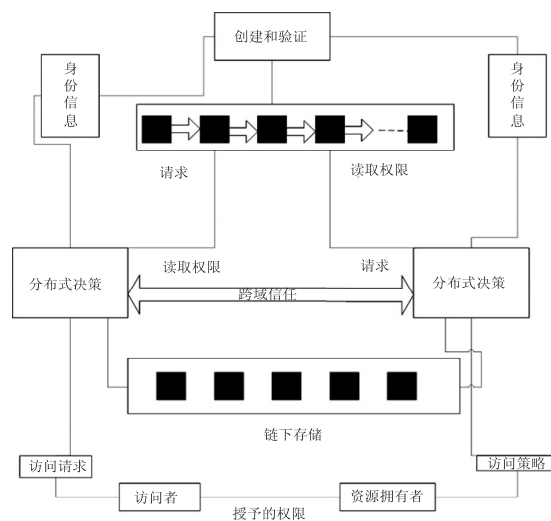 创建和验证
身份信息
身份信息
请求
读取权限
读取权限
请求
分布式决策
跨域信任
分布式决策
链下存储
访问请求
访问策略
访问者
资源拥有者
授予的权限